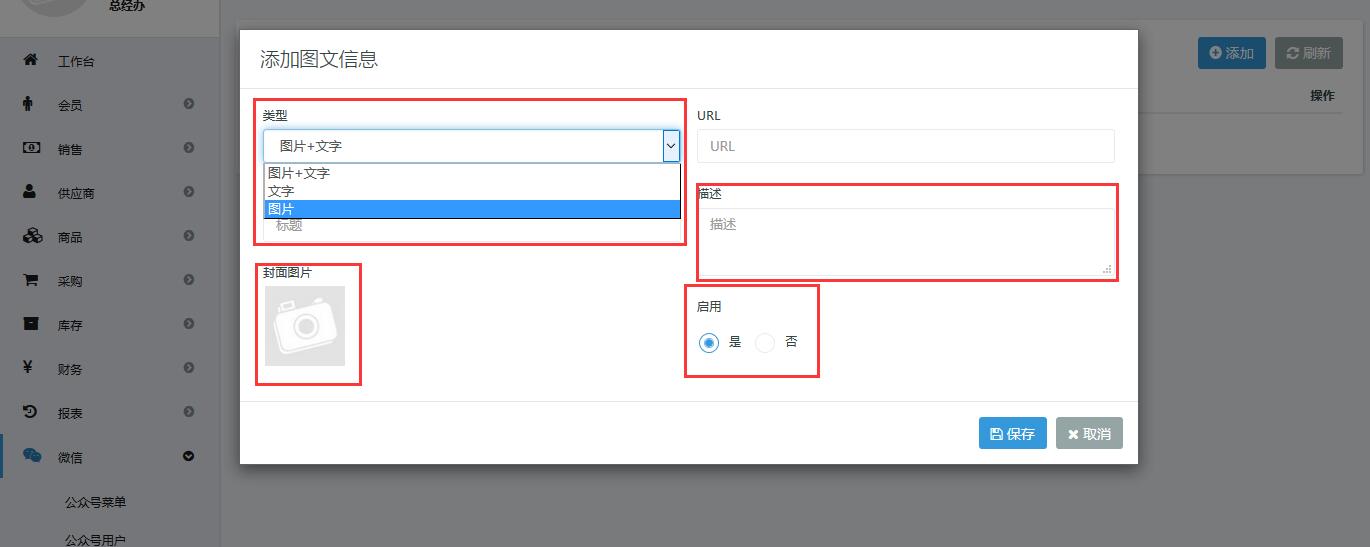 总经办
工作台
会员
销售
供应商
商品
采购
库存
财务
报表
微信
公众号菜单
公众号用户
添加
刷新
操作
添加图文信息
类型
图片+文字
图片+文字
文字
图片
标题
URL
URL
描述
描述
封面图片
启用
是
否
保存
取消